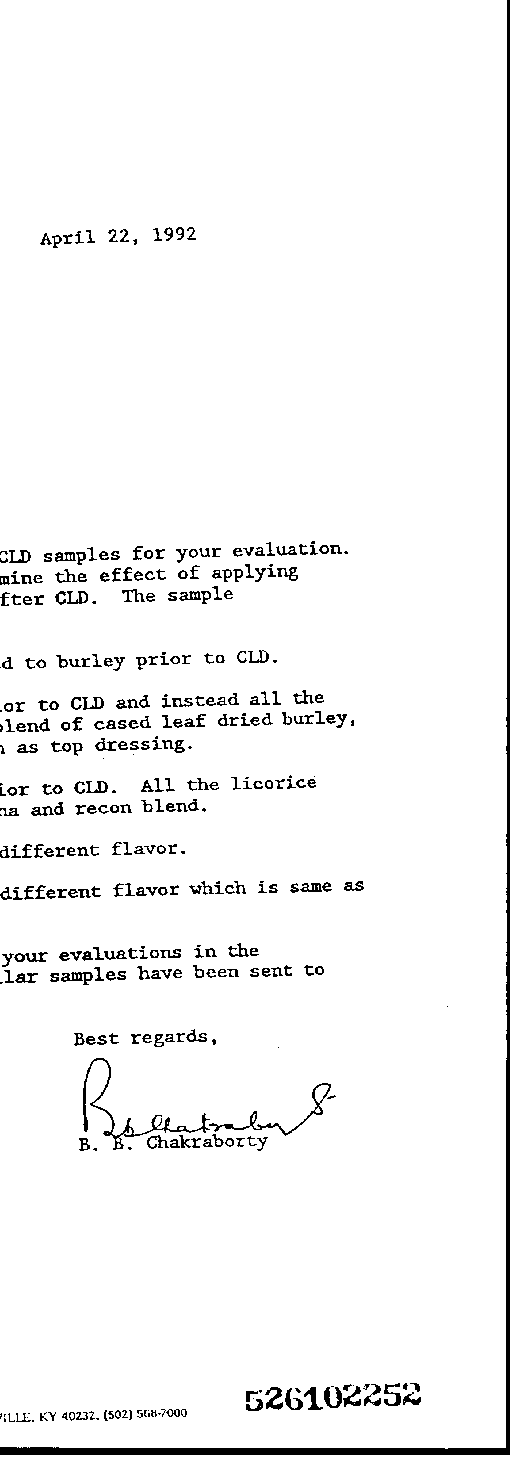 April 22, 1992
CLD samples for your evaluation.
mine the effect of applying
fter CLD. The sample
d to burley prior to CLD.
ior to CLD and instead all the
blend of cased leaf dried burley,
n as top dressing.
ior to CLD. All the licorice
na and recon blend.
different flavor.
different flavor which is same as
your evaluations in the
ilar samples have been sent to
Best regards,
B. B. Chakraborty
VILLE, KY 40232, (502) 568-7000
526102252